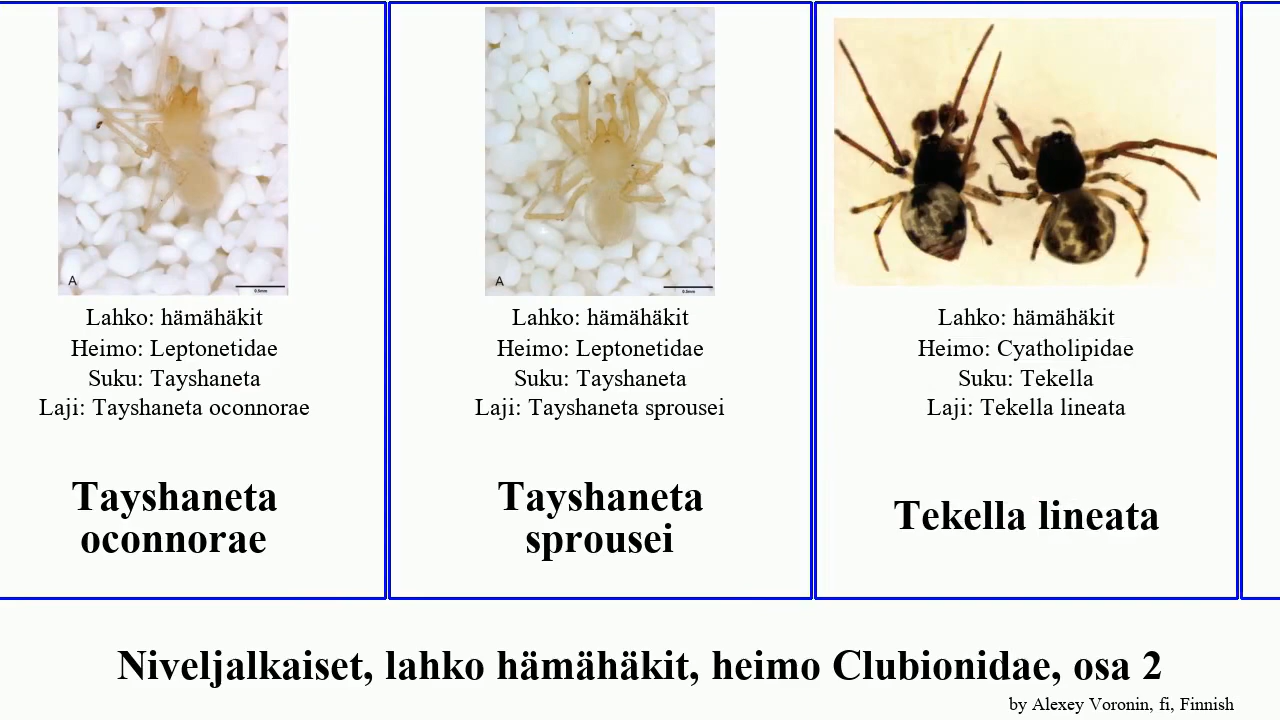 A
Lahko: hämähäkit
Heimo: Leptonetidae
Suku: Tayshaneta
Laji: Tayshaneta oconnorae
Tayshaneta
oconnorae
A
Lahko: hämähäkit
Heimo: Leptonetidae
Suku: Tayshaneta
Laji: Tayshaneta sprousei
Tayshaneta
sprousei
Lahko: hämähäkit
Heimo: Cyatholipidae
Suku: Tekella
Laji: Tekella lineata
Tekella lineata
Niveljalkaiset, lahko hämähäkit, heimo Clubionidae, osa 2
by Alexey Voronin, fi, Finnish